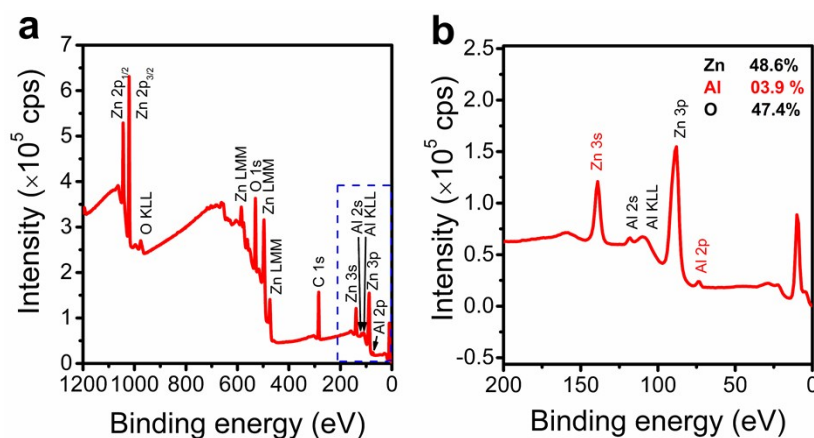 a
Intensity (×10⁵ cps)
7
6
5
4
3
2
1
0
Zn 2p₁/₂
Zn 2p₃/₂
O KLL
Zn LMM
O 1s
Zn LMM
Zn LMM
C 1s
Zn 3s
Al 2s
Al KLL
Zn 3p
Al 2p
1200 1000 800 600 400 200 0
Binding energy (eV)
b
Intensity (×10⁵ cps)
2.5
2.0
1.5
1.0
0.5
0.0
-0.5
Zn 48.6%
Al 03.9 %
O 47.4%
Zn 3s
Al 2s
Al KLL
Zn 3p
Al 2p
200 150 100 50 0
Binding energy (eV)